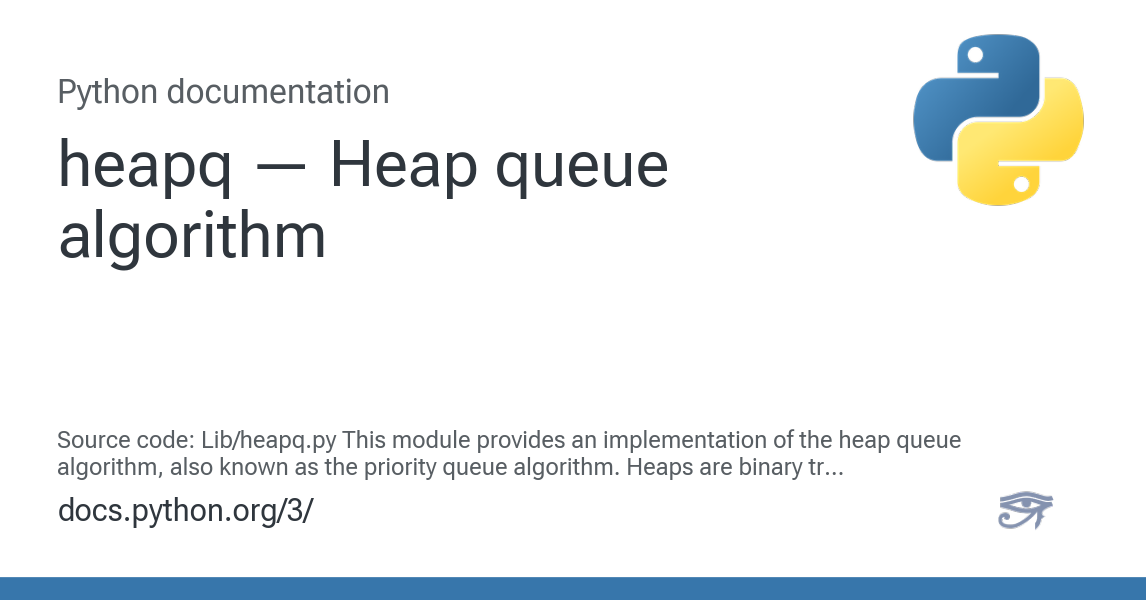 Python documentation
heapq — Heap queue
algorithm
Source code: Lib/heapq.py This module provides an implementation of the heap queue
algorithm, also known as the priority queue algorithm. Heaps are binary tr...
docs.python.org/3/